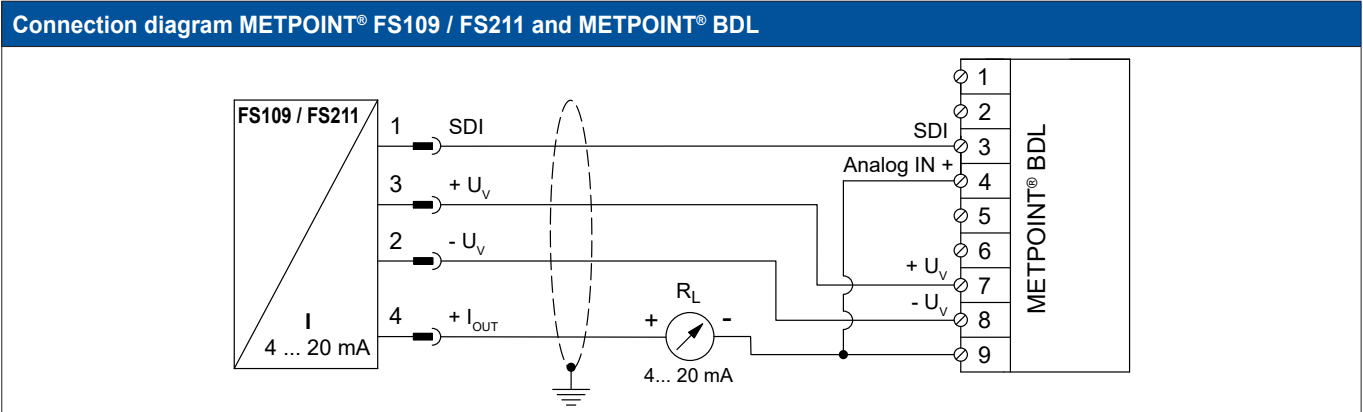 Connection diagram METPOINT® FS109 / FS211 and METPOINT® BDL
FS109 / FS211
I
4 ... 20 mA
1 SDI
3 + Uᵥ
2 - Uᵥ
4 + I_OUT
R_L
+ -
4... 20 mA
SDI
Analog IN +
+ Uᵥ
- Uᵥ
1
2
3
4
5
6
7
8
9
METPOINT® BDL